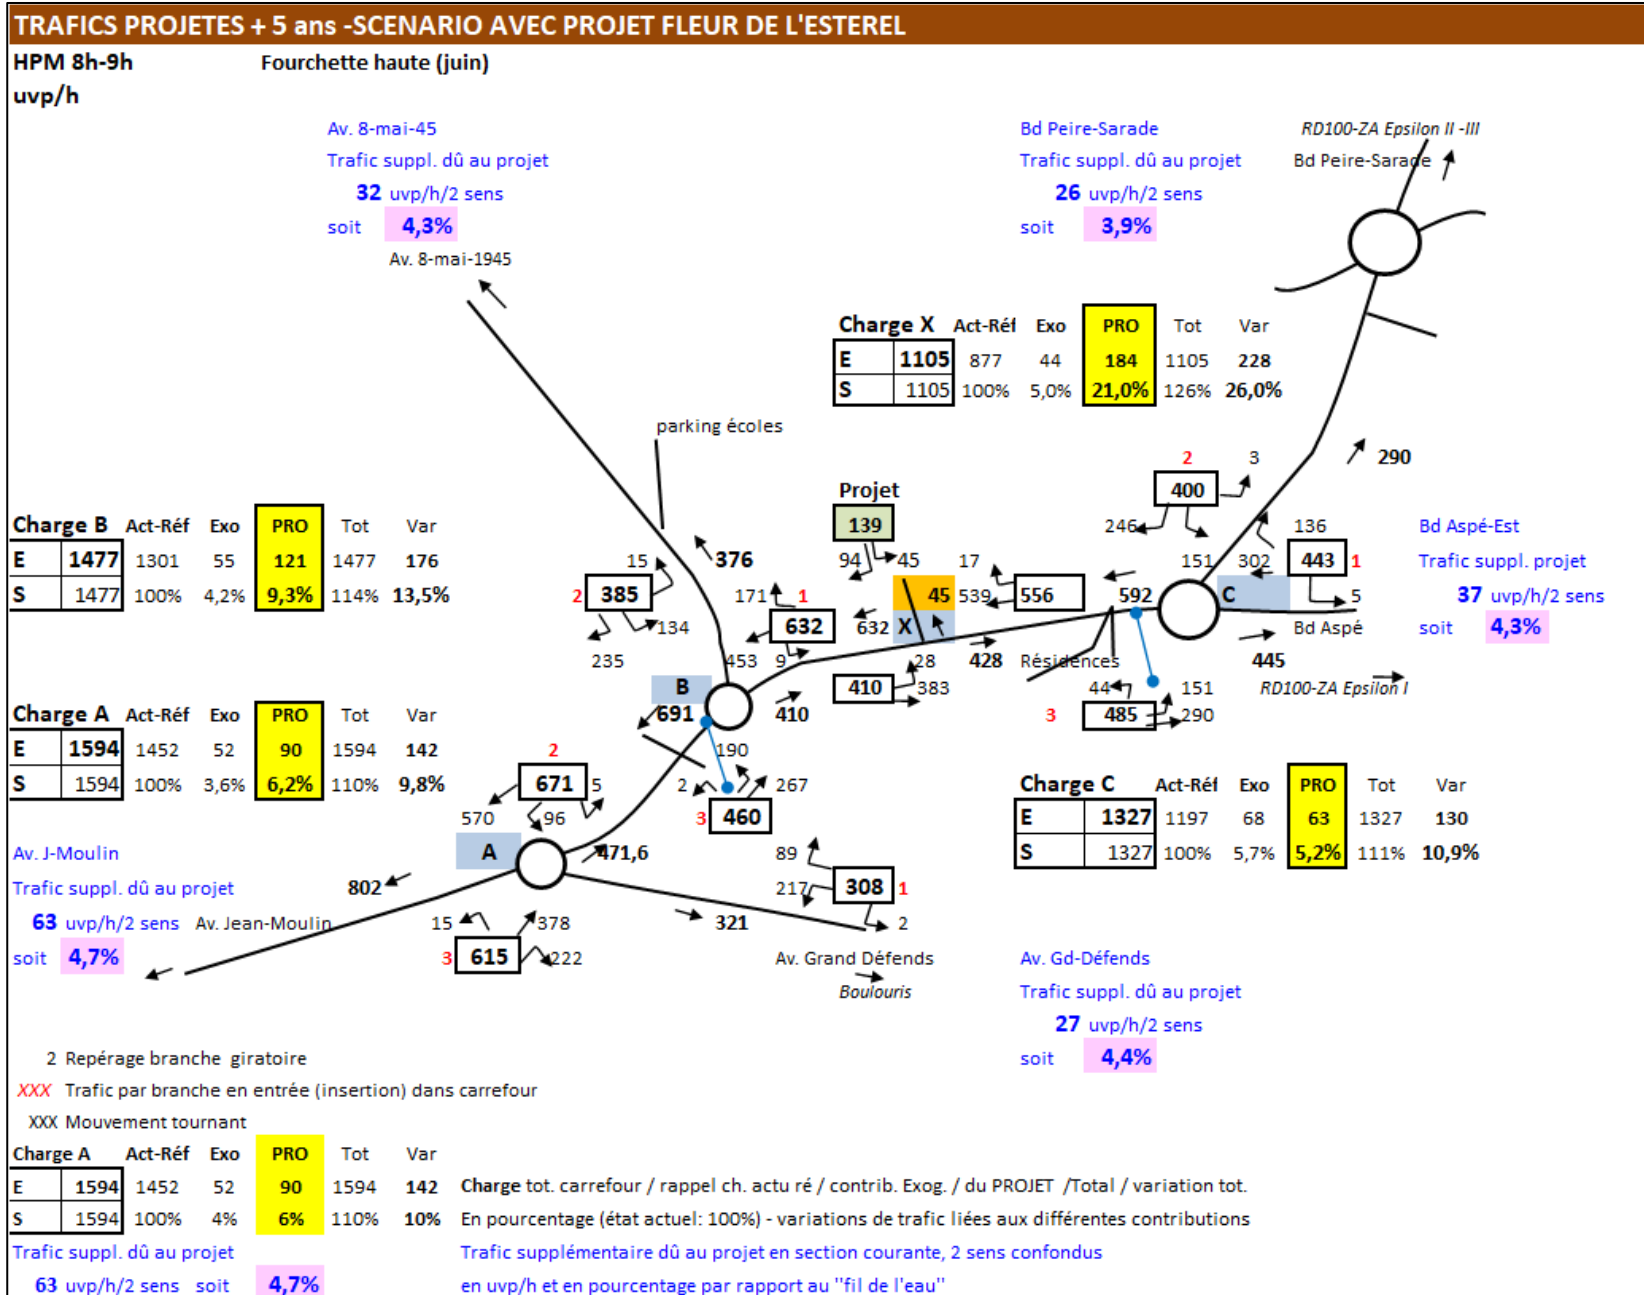 TRAFICS PROJETES + 5 ans -SCENARIO AVEC PROJET FLEUR DE L'ESTEREL
HPM 8h-9h Fourchette haute (juin)
uvp/h
Av. 8-mai-45
Trafic suppl. dû au projet
32 uvp/h/2 sens
soit 4,3%
Av. 8-mai-1945
Bd Peire-Sarade
Trafic suppl. dû au projet
26 uvp/h/2 sens
soit 3,9%
RD100-ZA Epsilon II -III
Bd Peire-Sarade
Charge X Act-Réf Exo PRO Tot Var
E 1105 877 44 184 1105 228
S 1105 100% 5,0% 21,0% 126% 26,0%
parking écoles
290
2 3
400
246 151
Projet
139
94 45
Charge B Act-Réf Exo PRO Tot Var
E 1477 1301 55 121 1477 176
S 1477 100% 4,2% 9,3% 114% 13,5%
376
15
2 385
134
235
171 1
632
453 9
632 X 45
17
539 556
592
C
136
302 443 1
5
Bd Aspé-Est
Trafic suppl. projet
37 uvp/h/2 sens
soit 4,3%
Bd Aspé
445
RD100-ZA Epsilon I
428
Résidences
28
410 383
44 151
3 485 290
B
691
410
190
2 267
3 460
Charge A Act-Réf Exo PRO Tot Var
E 1594 1452 52 90 1594 142
S 1594 100% 3,6% 6,2% 110% 9,8%
2
671 5
570 96
A
471,6
Charge C Act-Réf Exo PRO Tot Var
E 1327 1197 68 63 1327 130
S 1327 100% 5,7% 5,2% 111% 10,9%
Av. J-Moulin
Trafic suppl. dû au projet
63 uvp/h/2 sens
soit 4,7%
802
Av. Jean-Moulin
15 378
3 615 222
89
217 308 1
2
321
Av. Grand Défends
Boulouris
Av. Gd-Défends
Trafic suppl. dû au projet
27 uvp/h/2 sens
soit 4,4%
2 Repérage branche giratoire
XXX Trafic par branche en entrée (insertion) dans carrefour
XXX Mouvement tournant
Charge A Act-Réf Exo PRO Tot Var
E 1594 1452 52 90 1594 142 Charge tot. carrefour / rappel ch. actu ré / contrib. Exog. / du PROJET /Total / variation tot.
S 1594 100% 4% 6% 110% 10% En pourcentage (état actuel: 100%) - variations de trafic liées aux différentes contributions
Trafic suppl. dû au projet Trafic supplémentaire dû au projet en section courante, 2 sens confondus
63 uvp/h/2 sens soit 4,7% en uvp/h et en pourcentage par rapport au "fil de l'eau"